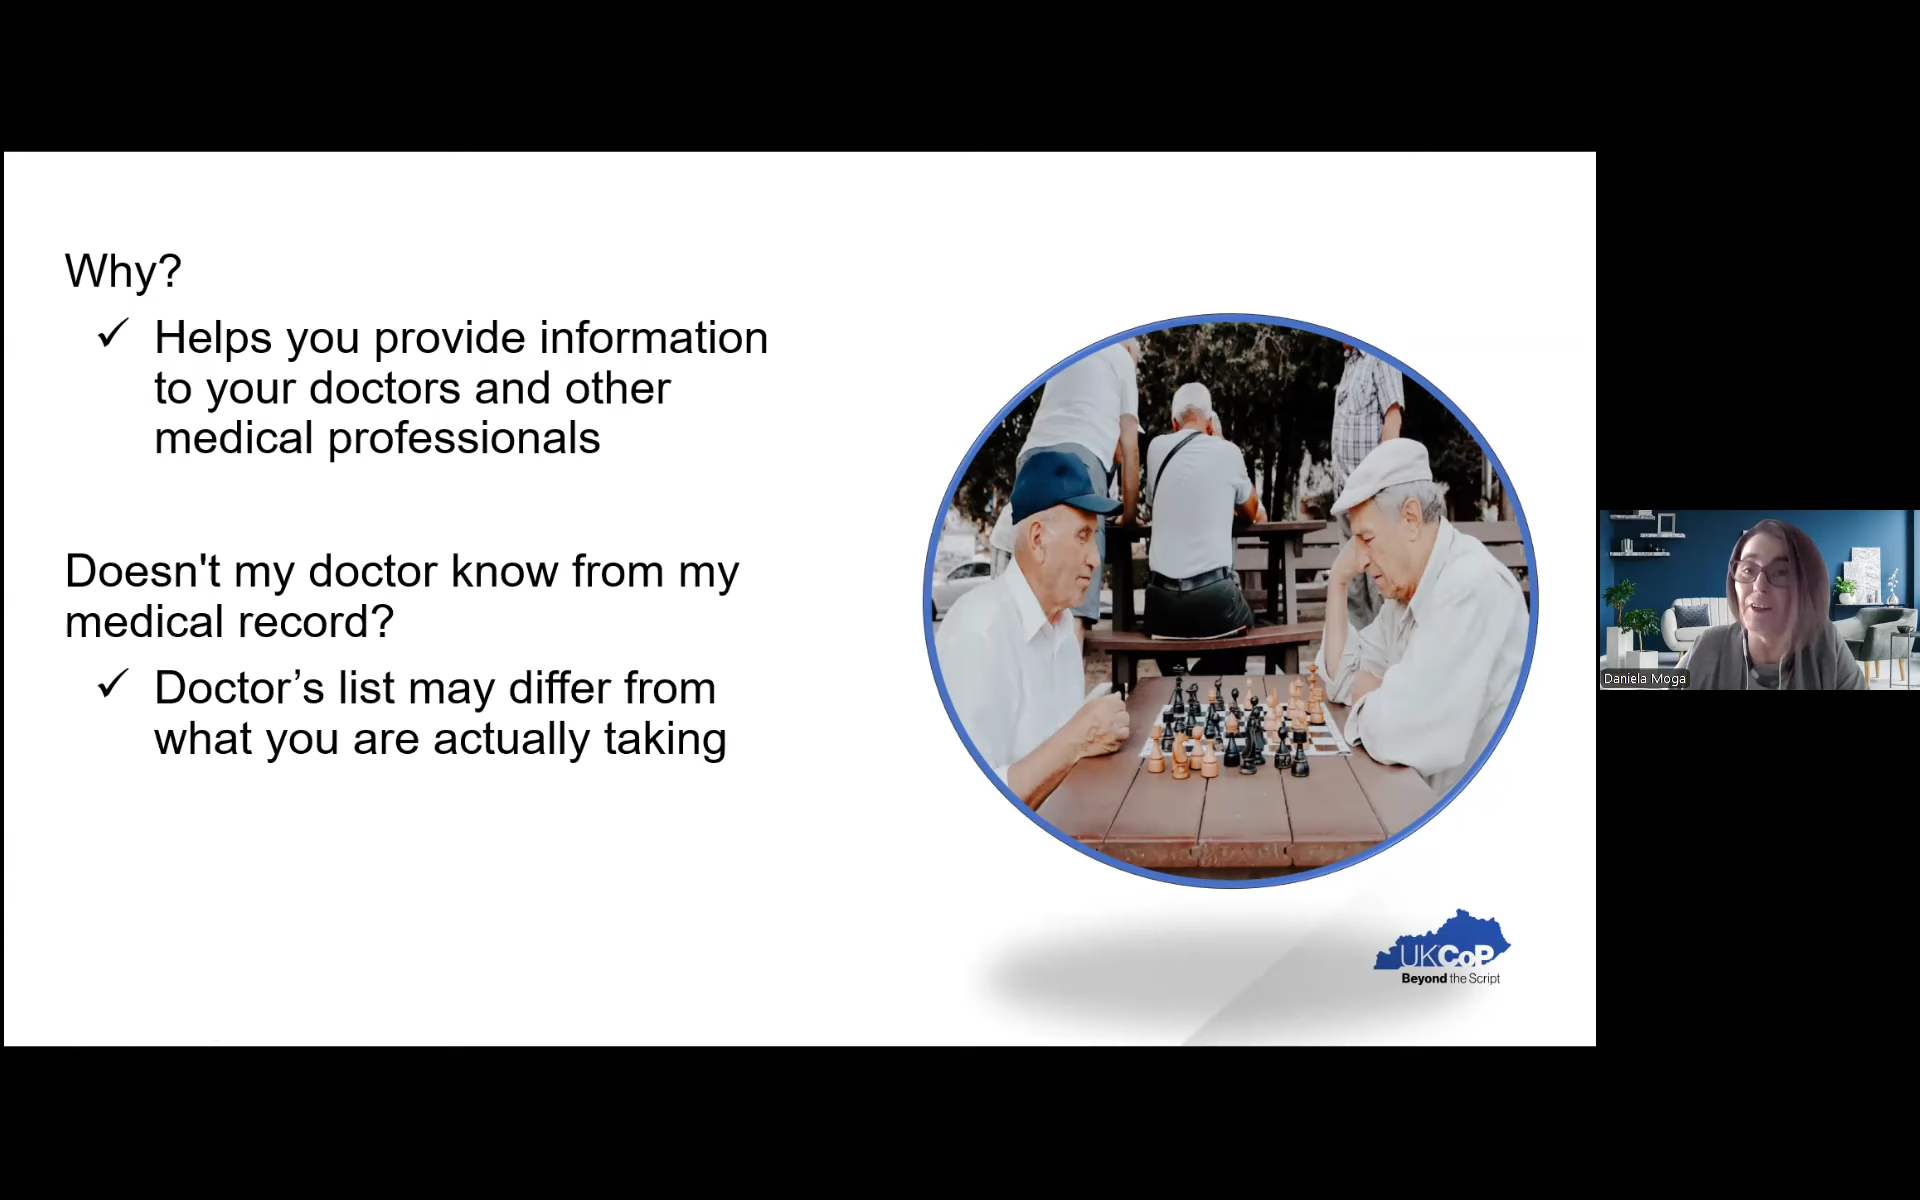 Why?
✓ Helps you provide information
to your doctors and other
medical professionals
Doesn't my doctor know from my
medical record?
✓ Doctor’s list may differ from
what you are actually taking
UKCoP
Beyond the Script
Daniela Moga